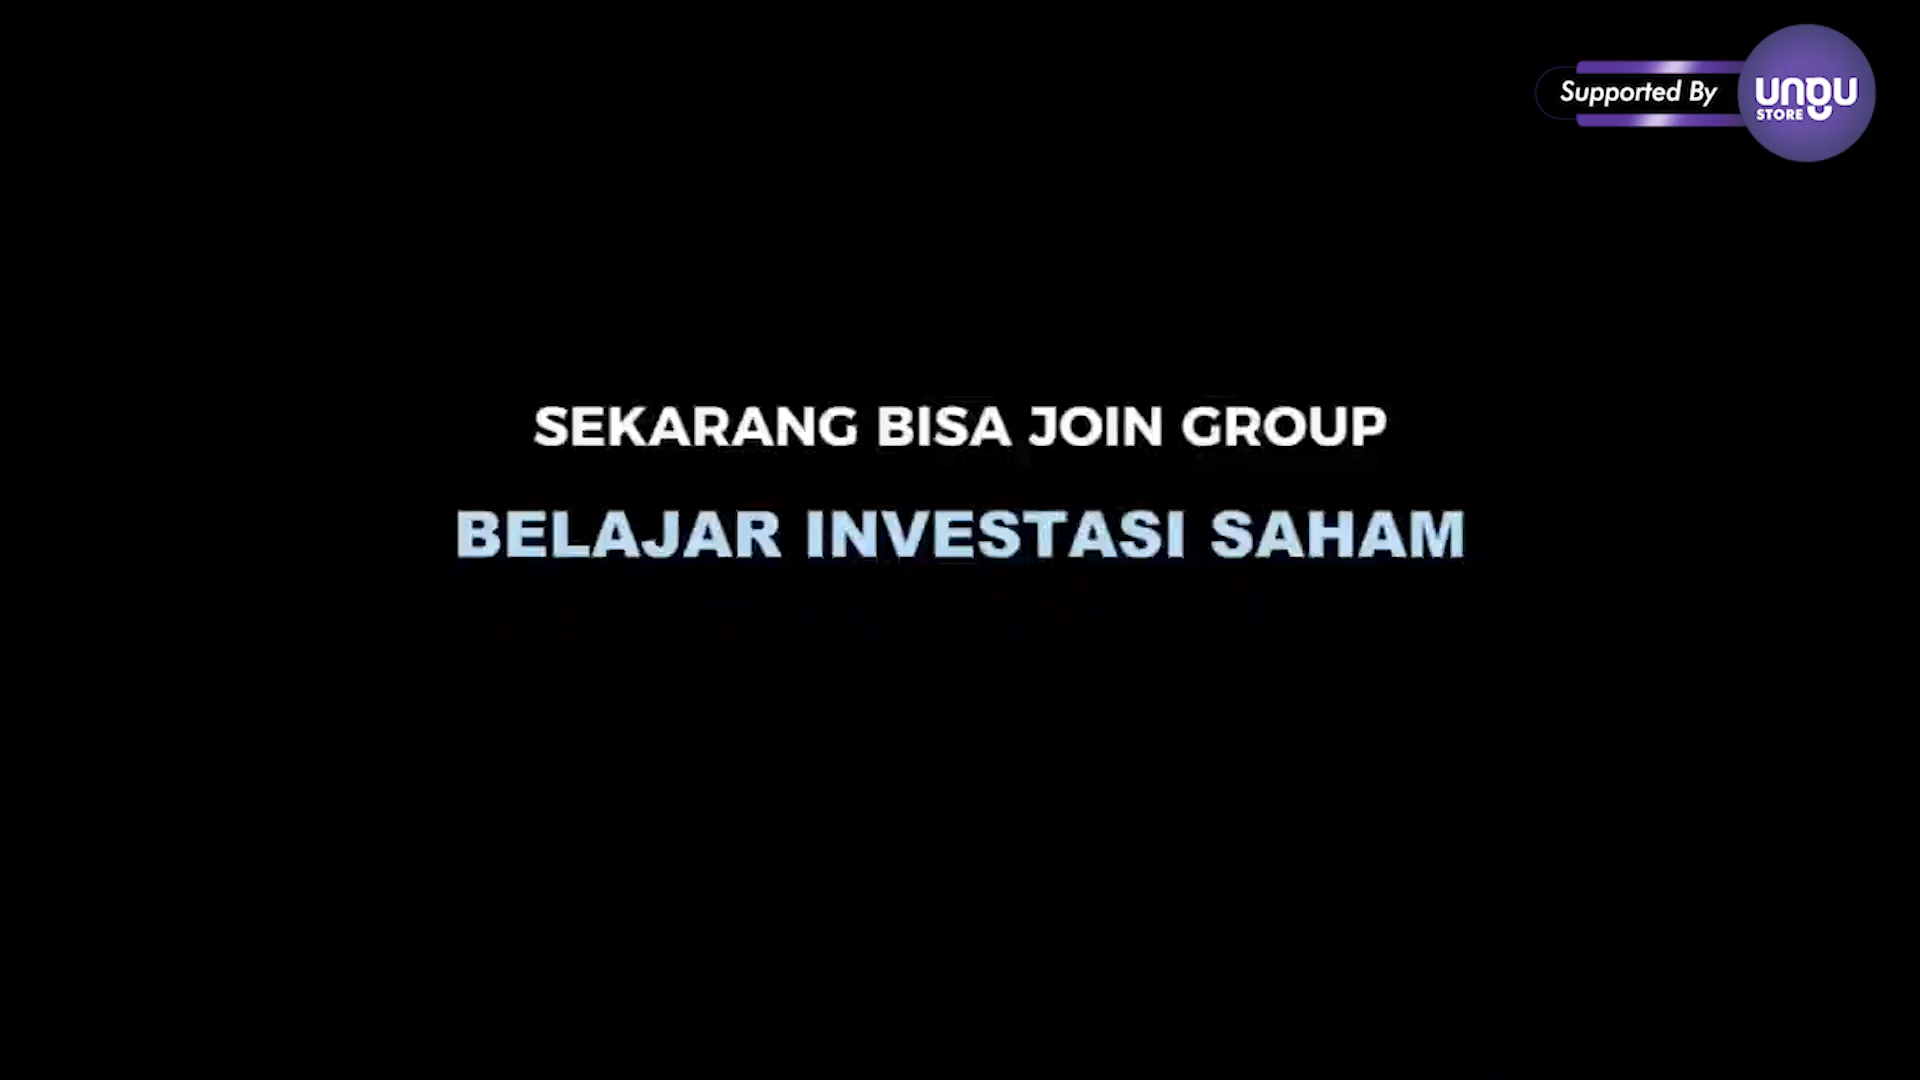 Supported By
UNGU
STORE
SEKARANG BISA JOIN GROUP
BELAJAR INVESTASI SAHAM